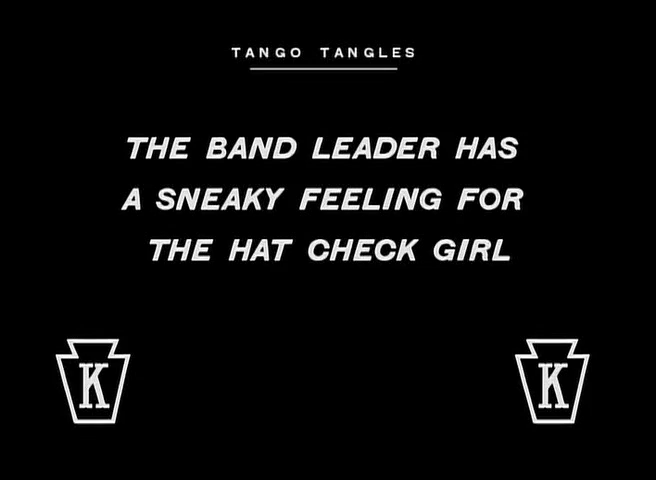 TANGO TANGLES
THE BAND LEADER HAS
A SNEAKY FEELING FOR
THE HAT CHECK GIRL
K K